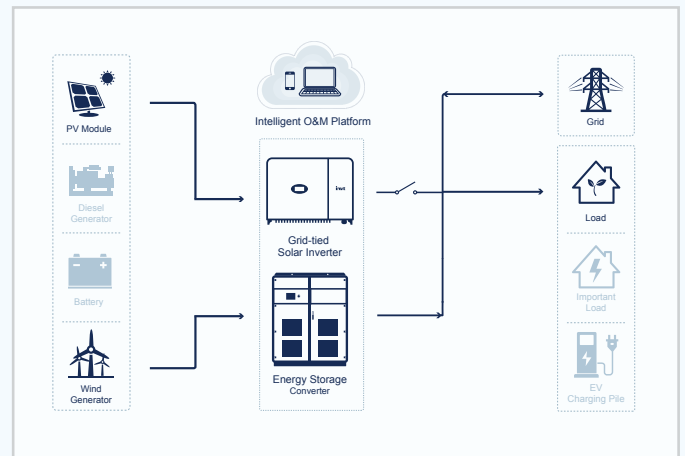 PV Module
Diesel
Generator
Battery
Wind
Generator
Intelligent O&M Platform
Grid-tied
Solar Inverter
Energy Storage
Converter
Grid
Load
Important
Load
EV
Charging Pile